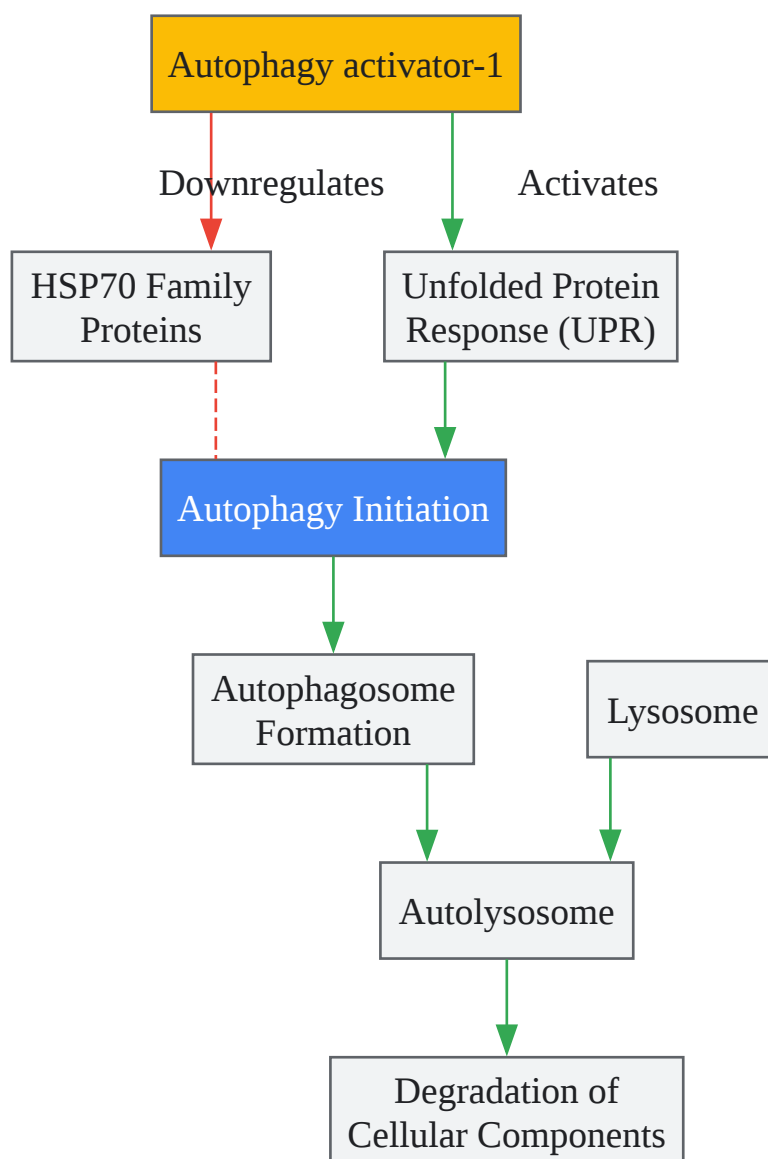 Autophagy activator-1
Downregulates
Activates
HSP70 Family
Proteins
Unfolded Protein
Response (UPR)
Autophagy Initiation
Autophagosome
Formation
Lysosome
Autolysosome
Degradation of
Cellular Components